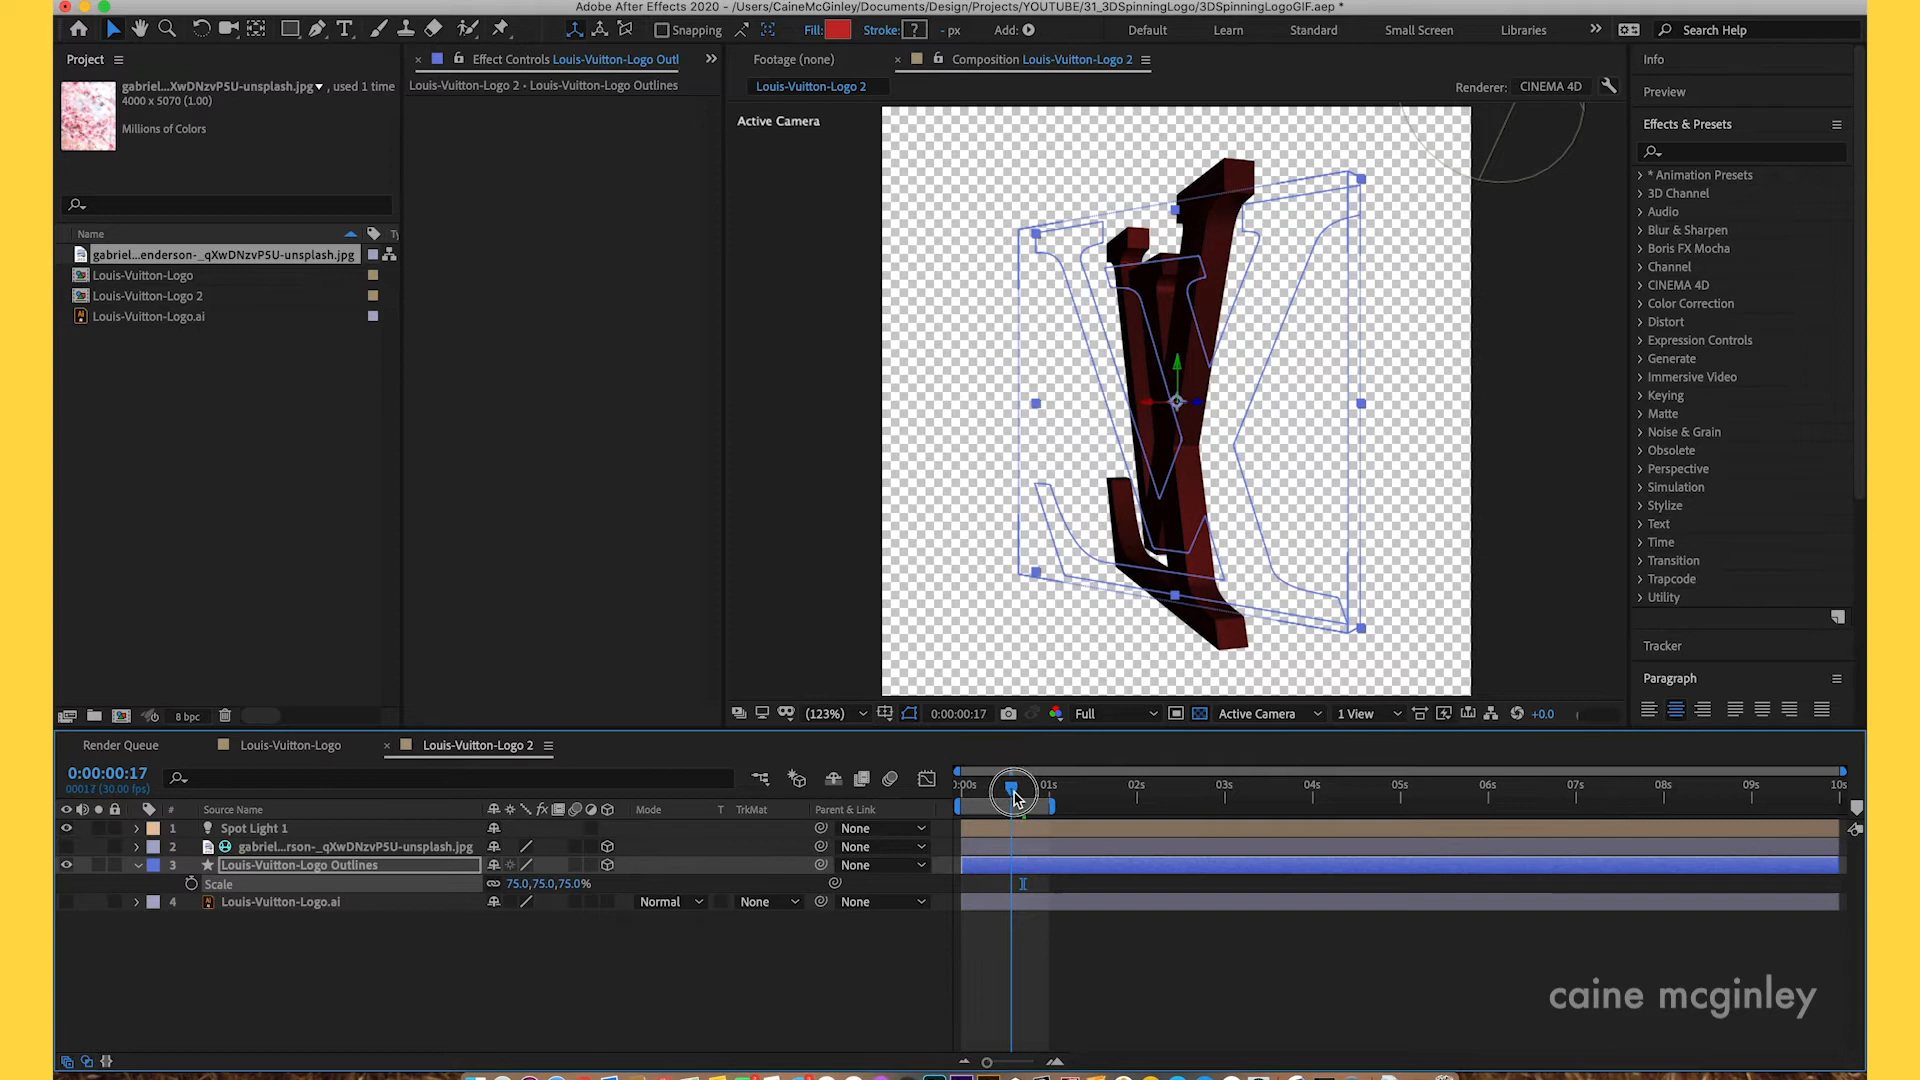 Adobe After Effects 2020 - /Users/CaineMcGinley/Documents/Design/Projects/YOUTUBE/31_3DSpinningLogo/3DSpinningLogoGIF.aep *
Snapping
Fill:
Stroke:
?
- px
Add:
Default
Learn
Standard
Small Screen
Libraries
Search Help
Project
gabriel...XwDNzvP5U-unsplash.jpg
, used 1 time
4000 x 5070 (1.00)
Millions of Colors
Name
Ty
gabriel...enderson-_qXwDNzvP5U-unsplash.jpg
Louis-Vuitton-Logo
Louis-Vuitton-Logo 2
Louis-Vuitton-Logo.ai
8 bpc
Effect Controls Louis-Vuitton-Logo Outl
Louis-Vuitton-Logo 2 • Louis-Vuitton-Logo Outlines
Footage (none)
Composition Louis-Vuitton-Logo 2
Louis-Vuitton-Logo 2
Renderer:
CINEMA 4D
Active Camera
(123%)
0:00:00:17
Full
Active Camera
1 View
+0.0
Info
Preview
Effects & Presets
* Animation Presets
3D Channel
Audio
Blur & Sharpen
Boris FX Mocha
Channel
CINEMA 4D
Color Correction
Distort
Expression Controls
Generate
Immersive Video
Keying
Matte
Noise & Grain
Obsolete
Perspective
Simulation
Stylize
Text
Time
Transition
Trapcode
Utility
Tracker
Paragraph
Render Queue
Louis-Vuitton-Logo
Louis-Vuitton-Logo 2
0:00:00:17
00017 (30.00 fps)
#
Source Name
Mode
T
TrkMat
Parent & Link
1
Spot Light 1
None
2
gabriel...rson-_qXwDNzvP5U-unsplash.jpg
None
3
Louis-Vuitton-Logo Outlines
None
Scale
75.0,75.0,75.0%
4
Louis-Vuitton-Logo.ai
Normal
None
None
:00s
01s
02s
03s
04s
05s
06s
07s
08s
09s
10s
caine mcginley